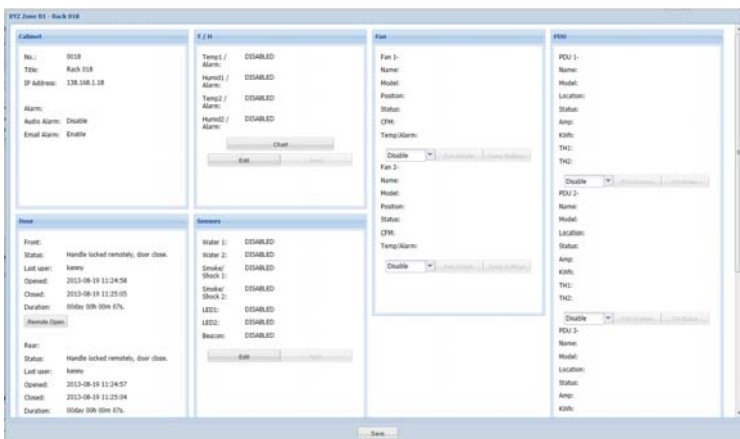 XYZ Zone 01 - Rack 018
Cabinet
No.: 0018
Title: Rack 018
IP Address: 138.168.1.18
Alarm:
Audio Alarm: Disable
Email Alarm: Enable
T / H
Temp1 / Alarm: DISABLED
Humid1 / Alarm: DISABLED
Temp2 / Alarm: DISABLED
Humid2 / Alarm: DISABLED
Chart
Edit
Fan
Fan 1-
Name:
Model:
Position:
Status:
CFM:
Temp/Alarm:
Disable
Fan 2-
Name:
Model:
Position:
Status:
CFM:
Temp/Alarm:
Disable
PDU
PDU 1-
Name:
Model:
Location:
Status:
Amp:
KWh:
TH1:
TH2:
Disable
PDU 2-
Name:
Model:
Location:
Status:
Amp:
KWh:
TH1:
TH2:
Disable
PDU 3-
Name:
Model:
Location:
Status:
Amp:
KWh:
Door
Front:
Status: Handle locked remotely, door close.
Last user: kenny
Opened: 2013-08-19 11:24:58
Closed: 2013-08-19 11:25:05
Duration: 00day 00h 00m 07s.
Remote Open
Rear:
Status: Handle locked remotely, door close.
Last user: kenny
Opened: 2013-08-19 11:24:57
Closed: 2013-08-19 11:25:04
Duration: 00day 00h 00m 07s.
Sensors
Water 1: DISABLED
Water 2: DISABLED
Smoke/ Shock 1: DISABLED
Smoke/ Shock 2: DISABLED
LED1: DISABLED
LED2: DISABLED
Beacon: DISABLED
Edit
Save